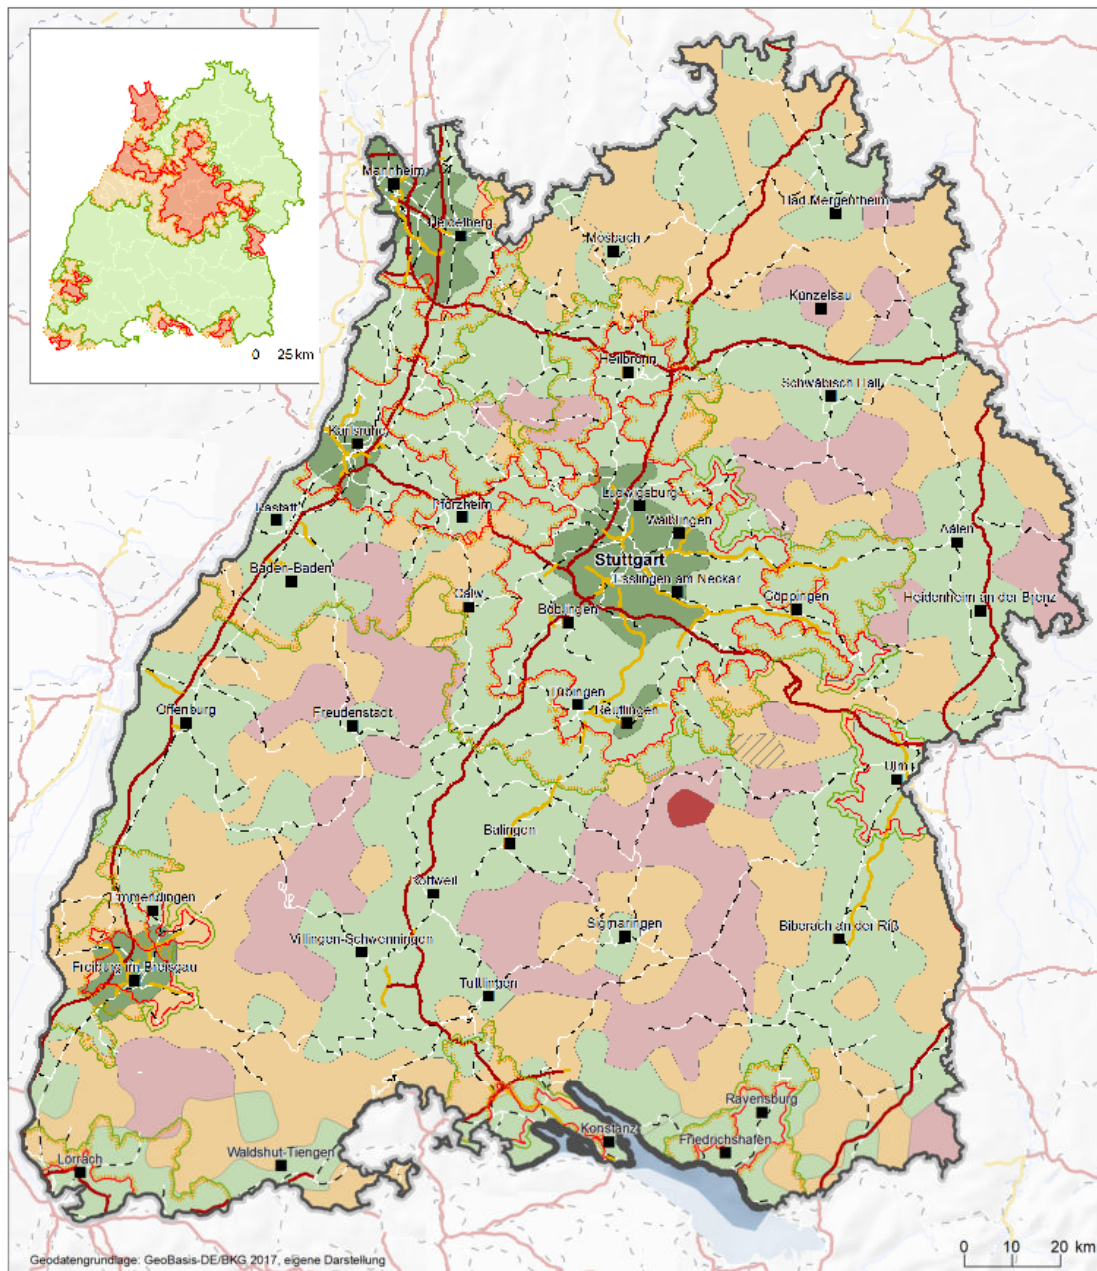 0 25 km
Mannheim
Heidelberg
Bad Mergentheim
Mosbach
Künzelsau
Heilbronn
Schwäbisch Hall
Karlsruhe
Ludwigsburg
Rastatt
Pforzheim
Waiblingen
Aalen
Stuttgart
Baden-Baden
Esslingen am Neckar
Calw
Göppingen
Heidenheim an der Brenz
Böblingen
Tübingen
Offenburg
Freudenstadt
Reutlingen
Ulm
Balingen
Rottweil
Emmendingen
Sigmaringen
Biberach an der Riß
Villingen-Schwenningen
Freiburg im Breisgau
Tuttlingen
Ravensburg
Konstanz
Friedrichshafen
Waldshut-Tiengen
Lörrach
0 10 20 km
Geodatengrundlage: GeoBasis-DE/BKG 2017, eigene Darstellung